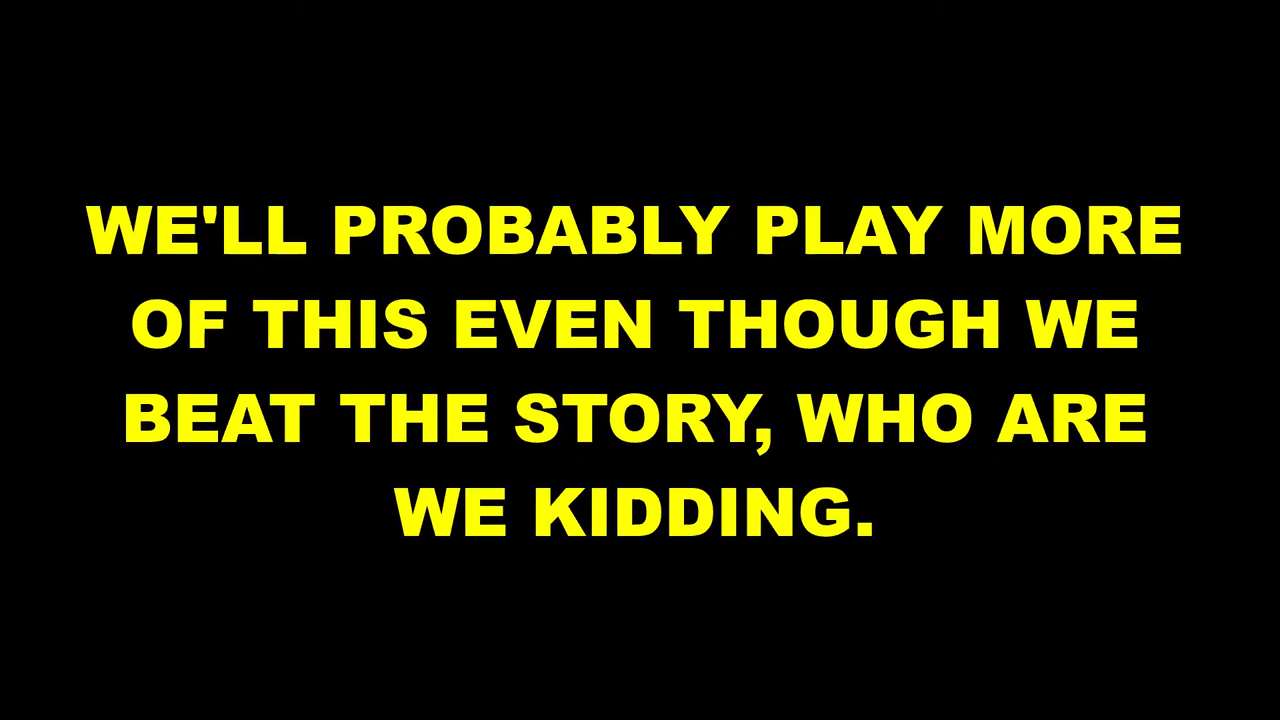 WE'LL PROBABLY PLAY MORE
OF THIS EVEN THOUGH WE
BEAT THE STORY, WHO ARE
WE KIDDING.